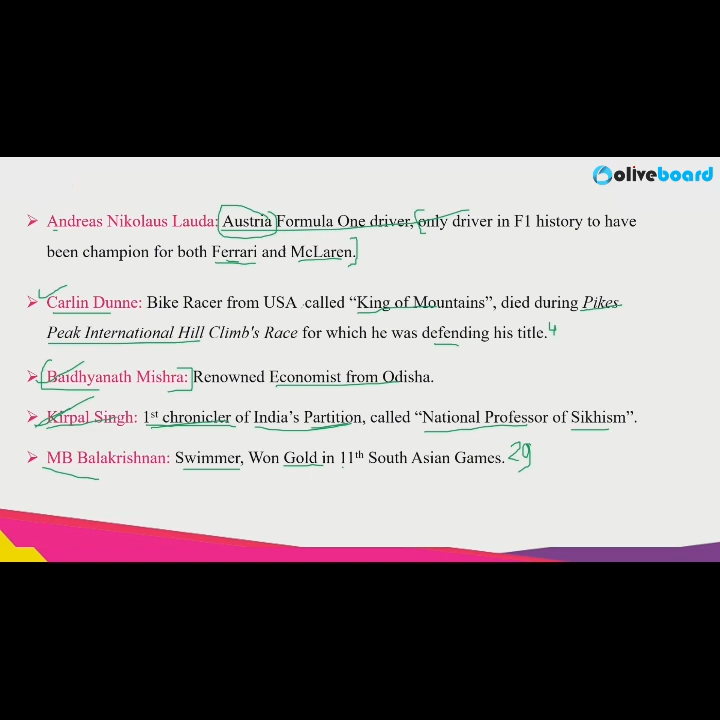 oliveboard
Andreas Nikolaus Lauda: Austria Formula One driver, only driver in F1 history to have
been champion for both Ferrari and McLaren.
Carlin Dunne: Bike Racer from USA called “King of Mountains”, died during Pikes
Peak International Hill Climb's Race for which he was defending his title. 4
Baidhyanath Mishra: Renowned Economist from Odisha.
Kirpal Singh: 1st chronicler of India’s Partition, called “National Professor of Sikhism”.
MB Balakrishnan: Swimmer, Won Gold in 11th South Asian Games. 29